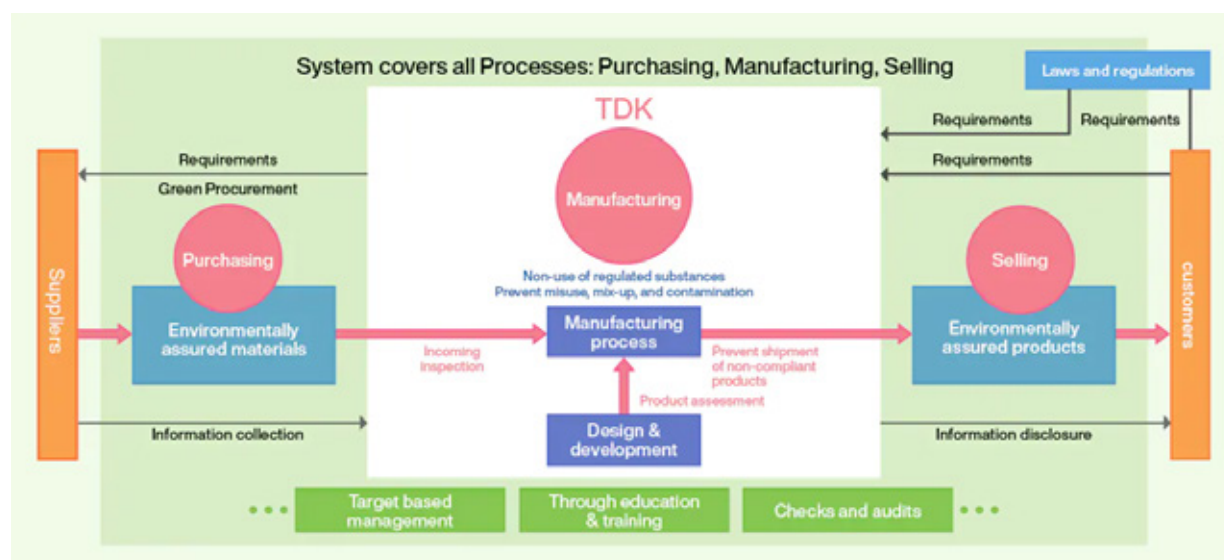 System covers all Processes: Purchasing, Manufacturing, Selling
Laws and regulations
TDK
Requirements
Requirements
Requirements
Requirements
Green Procurement
Manufacturing
Purchasing
Selling
Suppliers
customers
Non-use of regulated substances
Prevent misuse, mix-up, and contamination
Environmentally
assured materials
Manufacturing
process
Environmentally
assured products
Incoming
inspection
Prevent shipment
of non-compliant
products
Product assessment
Information collection
Design &
development
Information disclosure
Target based
management
Through education
& training
Checks and audits